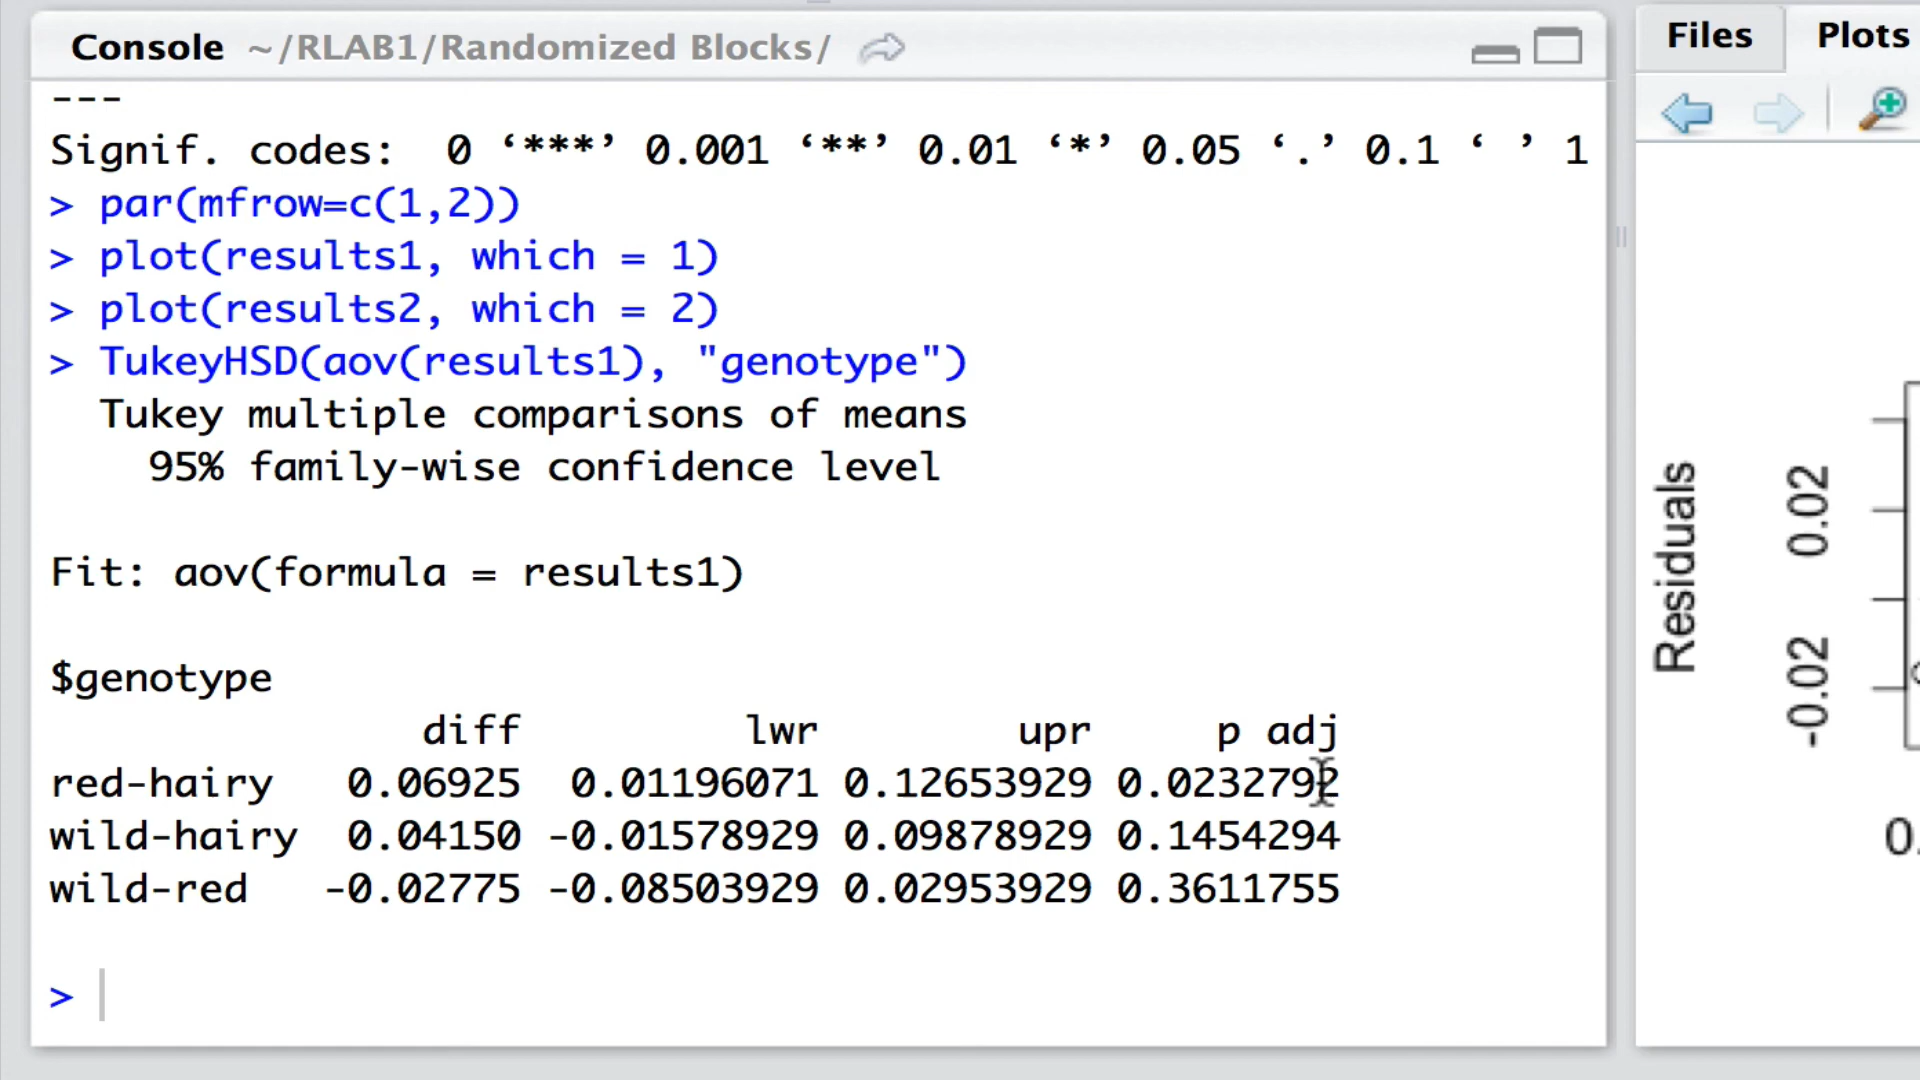 Console ~/RLAB1/Randomized Blocks/
---
Signif. codes:  0 ‘***’ 0.001 ‘**’ 0.01 ‘*’ 0.05 ‘.’ 0.1 ‘ ’ 1
> par(mfrow=c(1,2))
> plot(results1, which = 1)
> plot(results2, which = 2)
> TukeyHSD(aov(results1), "genotype")
  Tukey multiple comparisons of means
    95% family-wise confidence level
Fit: aov(formula = results1)
$genotype
               diff         lwr        upr     p adj
red-hairy   0.06925  0.01196071 0.12653929 0.0232792
wild-hairy  0.04150 -0.01578929 0.09878929 0.1454294
wild-red   -0.02775 -0.08503929 0.02953929 0.3611755
>
Files Plots
Residuals
0.02
-0.02
0.